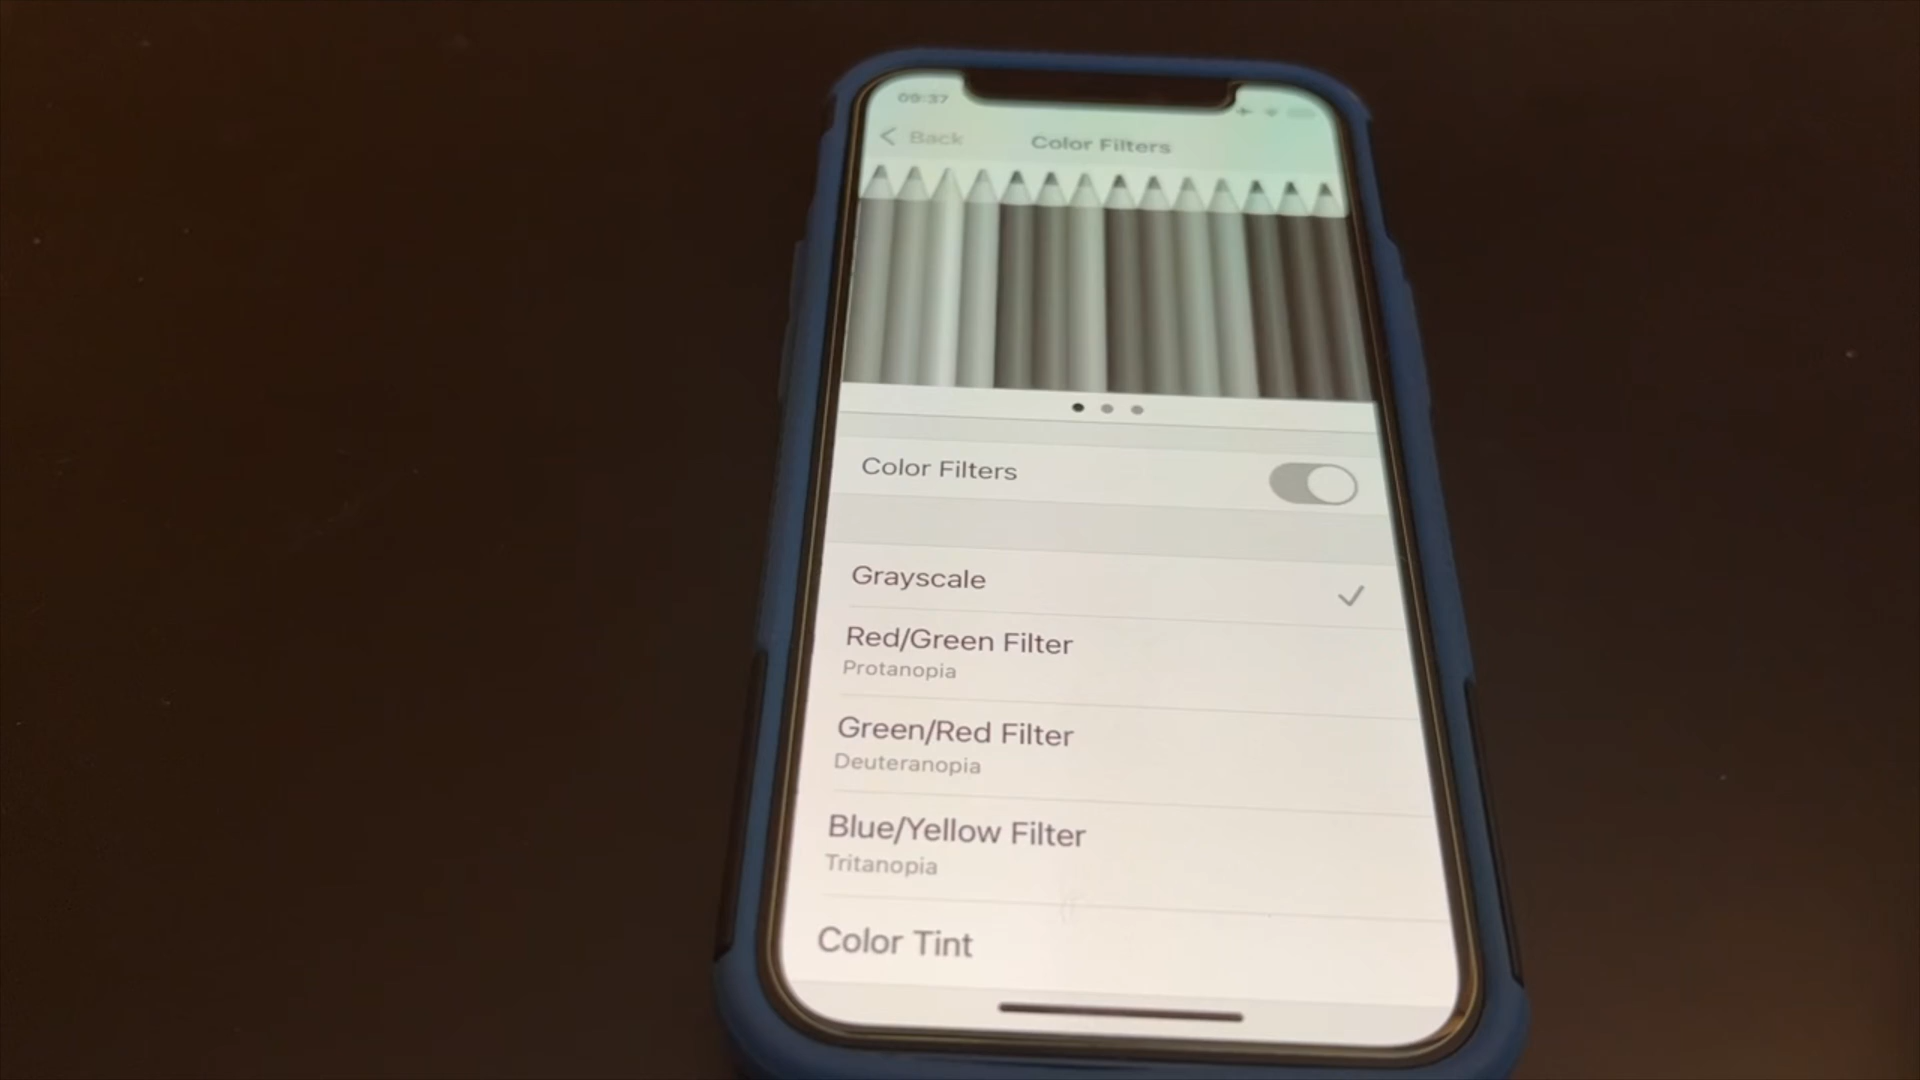 09:37
Back
Color Filters
Color Filters
Grayscale
Red/Green Filter
Protanopia
Green/Red Filter
Deuteranopia
Blue/Yellow Filter
Tritanopia
Color Tint